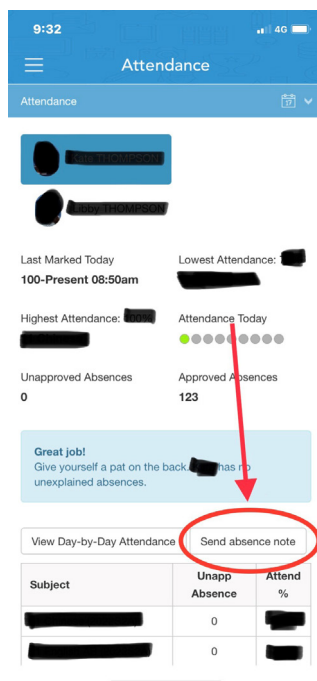 9:32
4G
Attendance
Attendance
17
THOMPSON
Libby THOMPSON
Last Marked Today
Lowest Attendance:
100-Present 08:50am
Highest Attendance: 100%
Attendance Today
Unapproved Absences
Approved Absences
0
123
Great job!
Give yourself a pat on the back. has no
unexplained absences.
View Day-by-Day Attendance
Send absence note
Subject
Unapp
Absence
Attend
%
0
0